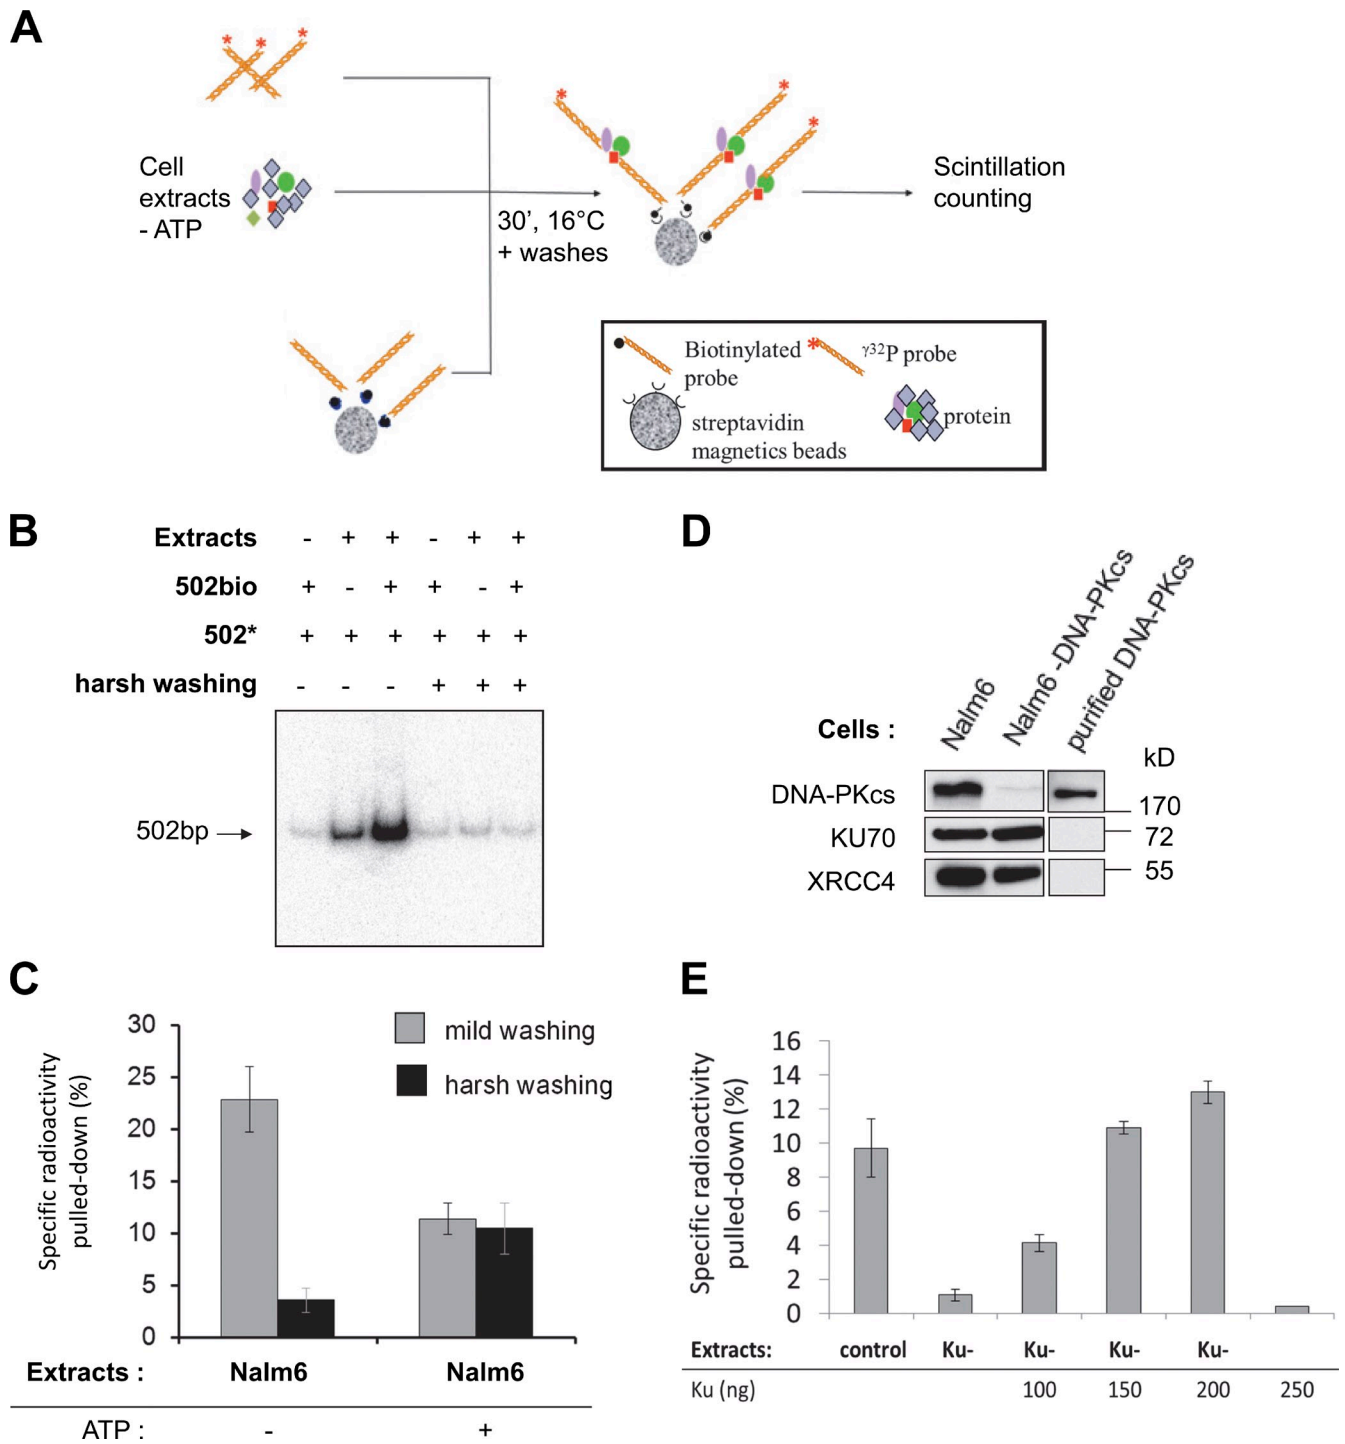 A
Cell
extracts
- ATP
30’, 16°C
+ washes
Scintillation
counting
Biotinylated
probe
γ32P probe
streptavidin
magnetics beads
protein
B
Extracts - + + - + +
502bio + - + + - +
502* + + + + + +
harsh washing - - - + + +
502bp
C
30
25
20
15
10
5
0
Specific radioactivity
pulled-down (%)
mild washing
harsh washing
Extracts : Nalm6 Nalm6
ATP : - +
D
Cells :
Nalm6
Nalm6 -DNA-PKcs
purified DNA-PKcs
kD
DNA-PKcs
170
KU70
72
XRCC4
55
E
16
14
12
10
8
6
4
2
0
Specific radioactivity
pulled-down (%)
Extracts: control Ku- Ku- Ku- Ku-
Ku (ng) 100 150 200 250